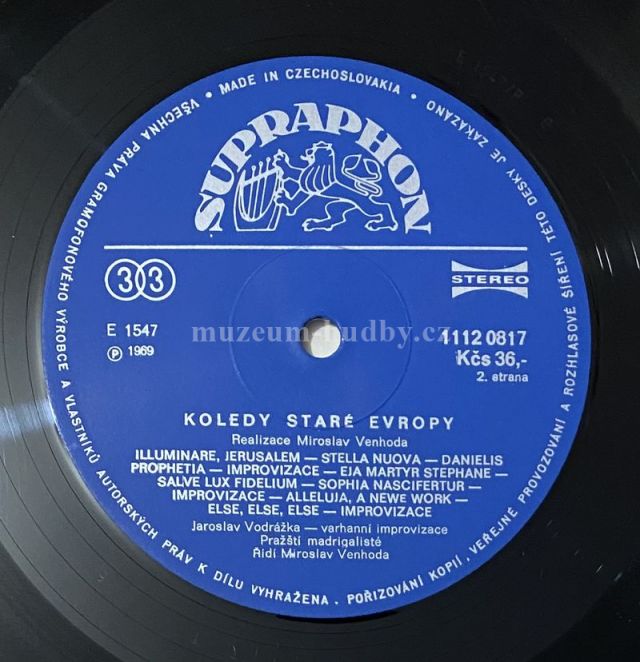 VŠECHNA PRÁVA GRAMOFONOVÉHO VÝROBCE A VLASTNÍKŮ AUTORSKÝCH PRÁV K DÍLU VYHRAŽENA. POŘIZOVÁNÍ KOPIÍ, VEŘEJNÉ PROVOZOVÁNÍ A ROZHLASOVÉ ŠÍŘENÍ TÉTO DESKY JE ZAKÁZÁNO • MADE IN CZECHOSLOVAKIA •
SUPRAPHON
33
STEREO
E 1547
1112 0817
Ⓟ 1969
Kčs 36,-
2. strana
muzeum-hudby.cz
KOLEDY STARÉ EVROPY
Realizace Miroslav Venhoda
ILLUMINARE, JERUSALEM — STELLA NUOVA — DANIELIS
PROPHETIA — IMPROVIZACE — EJA MARTYR STEPHANE —
SALVE LUX FIDELIUM — SOPHIA NASCIFERTUR —
IMPROVIZACE — ALLELUJA, A NEWE WORK —
ELSE, ELSE, ELSE — IMPROVIZACE
Jaroslav Vodrážka — varhanní improvizace
Pražští madrigalisté
Řídí Miroslav Venhoda